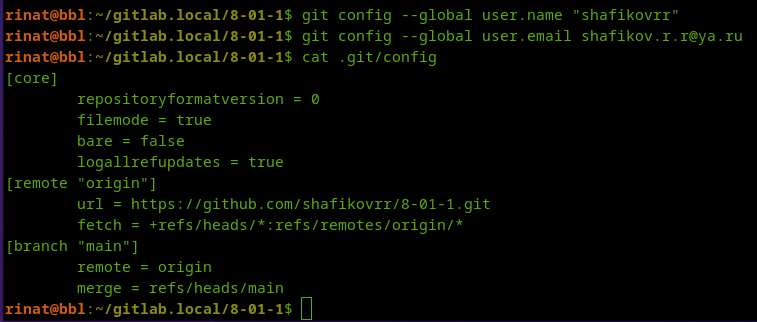 rinat@bbl:~/gitlab.local/8-01-1$ git config --global user.name "shafikovrr"
rinat@bbl:~/gitlab.local/8-01-1$ git config --global user.email shafikov.r.r@ya.ru
rinat@bbl:~/gitlab.local/8-01-1$ cat .git/config
[core]
        repositoryformatversion = 0
        filemode = true
        bare = false
        logallrefupdates = true
[remote "origin"]
        url = https://github.com/shafikovrr/8-01-1.git
        fetch = +refs/heads/*:refs/remotes/origin/*
[branch "main"]
        remote = origin
        merge = refs/heads/main
rinat@bbl:~/gitlab.local/8-01-1$